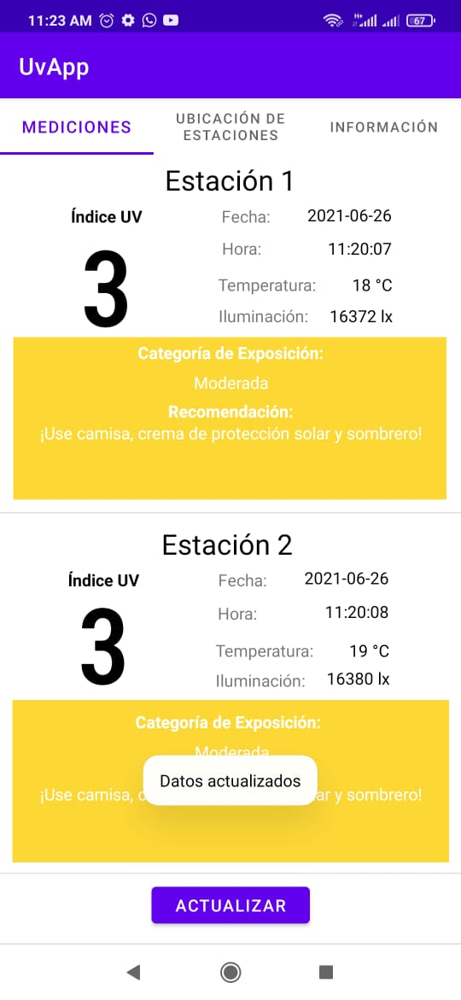 11:23 AM
H+
67
UvApp
MEDICIONES
UBICACIÓN DE
ESTACIONES
INFORMACIÓN
Estación 1
Índice UV
3
Fecha: 2021-06-26
Hora: 11:20:07
Temperatura: 18 °C
Iluminación: 16372 lx
Categoría de Exposición:
Moderada
Recomendación:
¡Use camisa, crema de protección solar y sombrero!
Estación 2
Índice UV
3
Fecha: 2021-06-26
Hora: 11:20:08
Temperatura: 19 °C
Iluminación: 16380 lx
Categoría de Exposición:
Moderada
Datos actualizados
¡Use camisa, y sombrero!
ACTUALIZAR